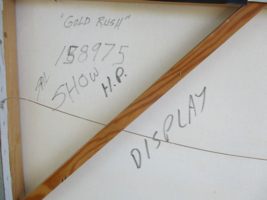 "GOLD RUSH"
158975
SHOW
H.P.
DISPLAY